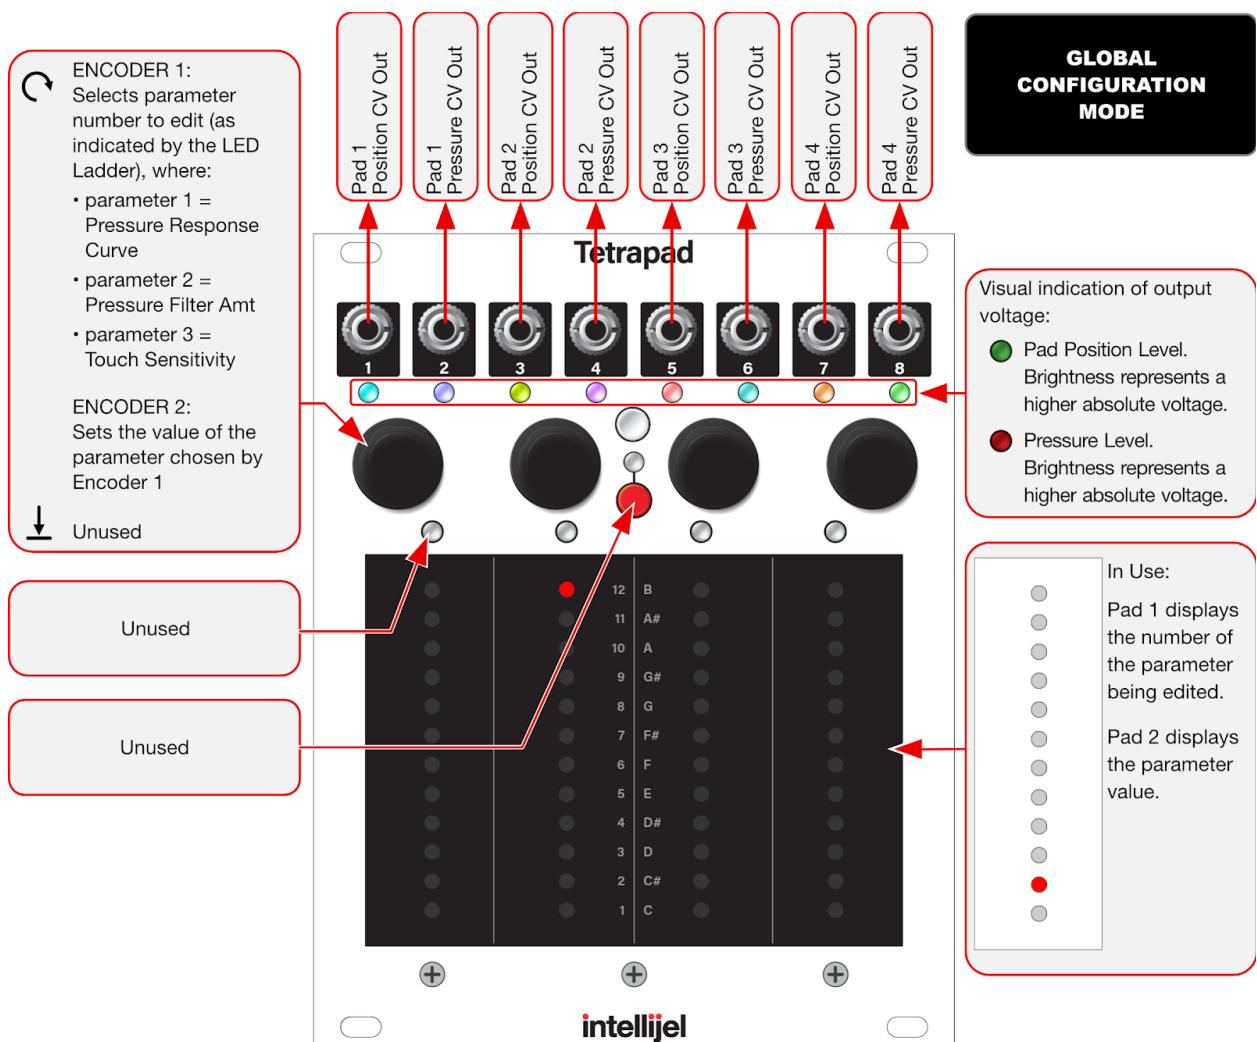 GLOBAL
CONFIGURATION
MODE
ENCODER 1:
Selects parameter
number to edit (as
indicated by the LED
Ladder), where:
• parameter 1 =
Pressure Response
Curve
• parameter 2 =
Pressure Filter Amt
• parameter 3 =
Touch Sensitivity
ENCODER 2:
Sets the value of the
parameter chosen by
Encoder 1
Unused
Unused
Unused
Pad 1
Position CV Out
Pad 1
Pressure CV Out
Pad 2
Position CV Out
Pad 2
Pressure CV Out
Pad 3
Position CV Out
Pad 3
Pressure CV Out
Pad 4
Position CV Out
Pad 4
Pressure CV Out
Tetrapad
1 2 3 4 5 6 7 8
12 B
11 A#
10 A
9 G#
8 G
7 F#
6 F
5 E
4 D#
3 D
2 C#
1 C
intellijel
Visual indication of output
voltage:
Pad Position Level.
Brightness represents a
higher absolute voltage.
Pressure Level.
Brightness represents a
higher absolute voltage.
In Use:
Pad 1 displays
the number of
the parameter
being edited.
Pad 2 displays
the parameter
value.